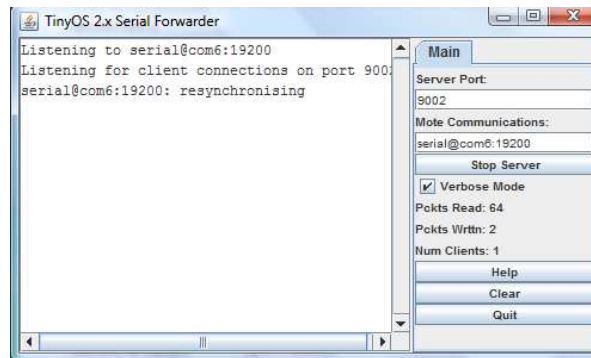 TinyOS 2.x Serial Forwarder
Listening to serial@com6:19200
Listening for client connections on port 900
serial@com6:19200: resynchronising
Main
Server Port:
9002
Mote Communications:
serial@com6:19200
Stop Server
Verbose Mode
Pckts Read: 64
Pckts Wrttn: 2
Num Clients: 1
Help
Clear
Quit